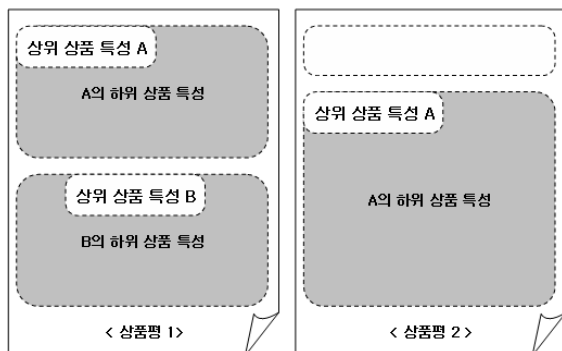 상위 상품 특성 A
A의 하위 상품 특성
상위 상품 특성 B
B의 하위 상품 특성
< 상품평 1>
상위 상품 특성 A
A의 하위 상품 특성
< 상품평 2>